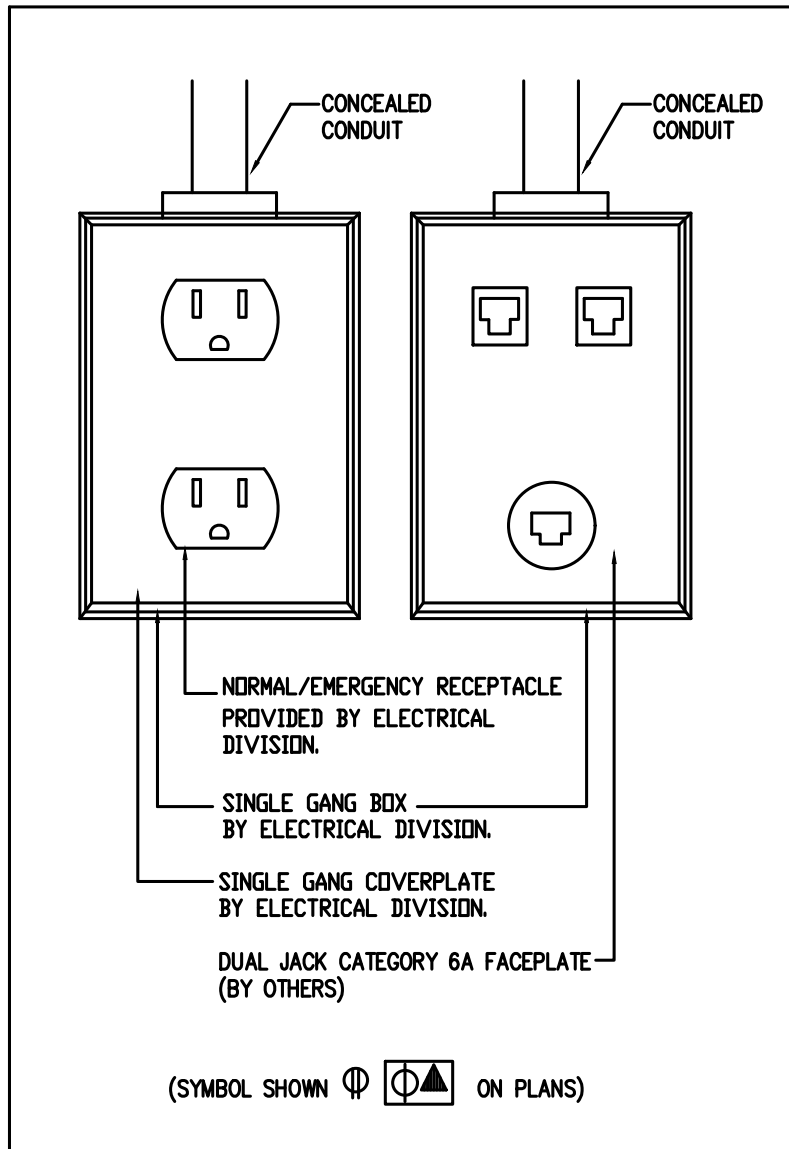 CONCEALED
CONDUIT
CONCEALED
CONDUIT
NORMAL/EMERGENCY RECEPTACLE
PROVIDED BY ELECTRICAL
DIVISION.
SINGLE GANG BOX
BY ELECTRICAL DIVISION.
SINGLE GANG COVERPLATE
BY ELECTRICAL DIVISION.
DUAL JACK CATEGORY 6A FACEPLATE
(BY OTHERS)
(SYMBOL SHOWN ON PLANS)